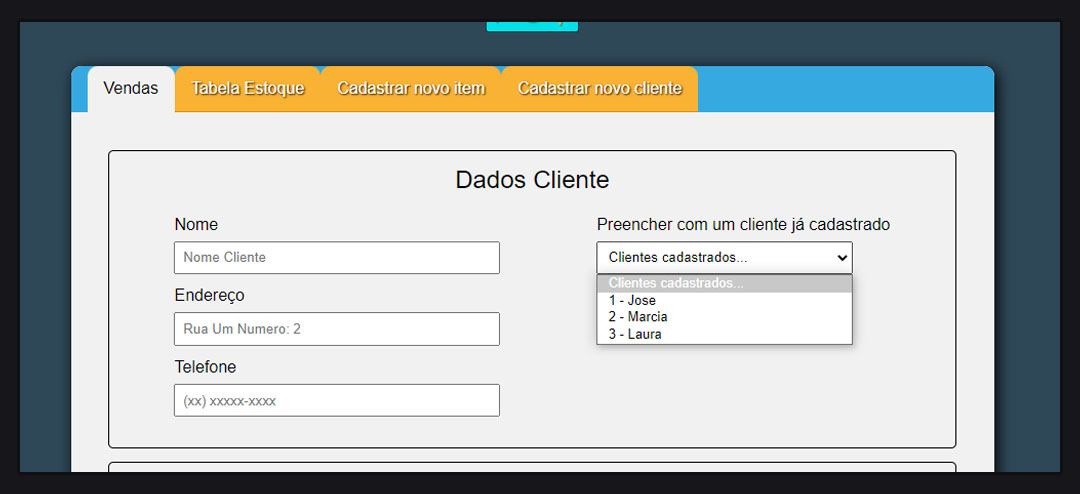 Vendas
Tabela Estoque
Cadastrar novo item
Cadastrar novo cliente
Dados Cliente
Nome
Nome Cliente
Endereço
Rua Um Numero: 2
Telefone
(xx) xxxxx-xxxx
Preencher com um cliente já cadastrado
Clientes cadastrados...
Clientes cadastrados...
1 - Jose
2 - Marcia
3 - Laura